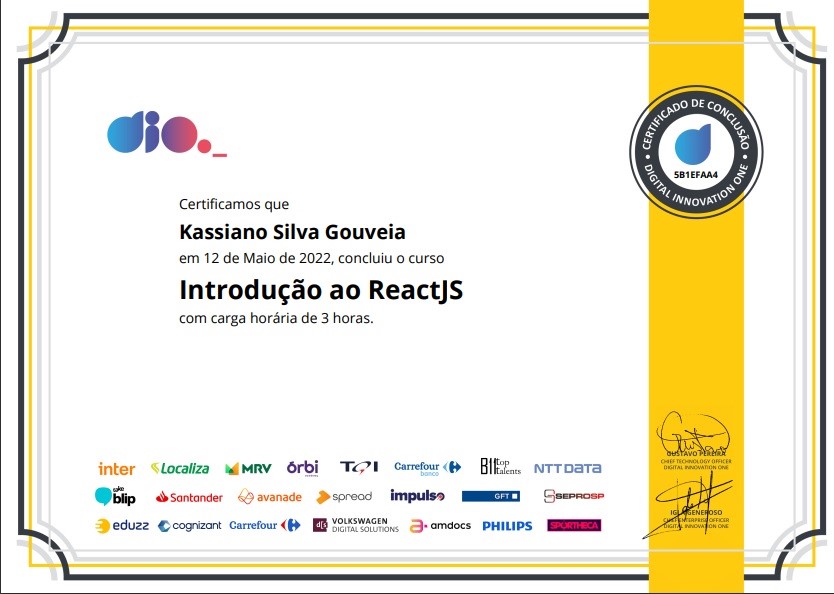 dio._
CERTIFICADO DE CONCLUSÃO
5B1EFAA4
DIGITAL INNOVATION ONE
Certificamos que
Kassiano Silva Gouveia
em 12 de Maio de 2022, concluiu o curso
Introdução ao ReactJS
com carga horária de 3 horas.
GUSTAVO PEREIRA
CHIEF TECHNOLOGY OFFICER
DIGITAL INNOVATION ONE
inter Localiza MRV órbi TQI Carrefour banco BH top talents NTT DATA
take blip Santander avanade spread impulso GFT SEPROSP
eduzz cognizant Carrefour VOLKSWAGEN DIGITAL SOLUTIONS amdocs PHILIPS SPORTHECA
GENEROSO
CHIEF ENTERPRISE OFFICER
DIGITAL INNOVATION ONE